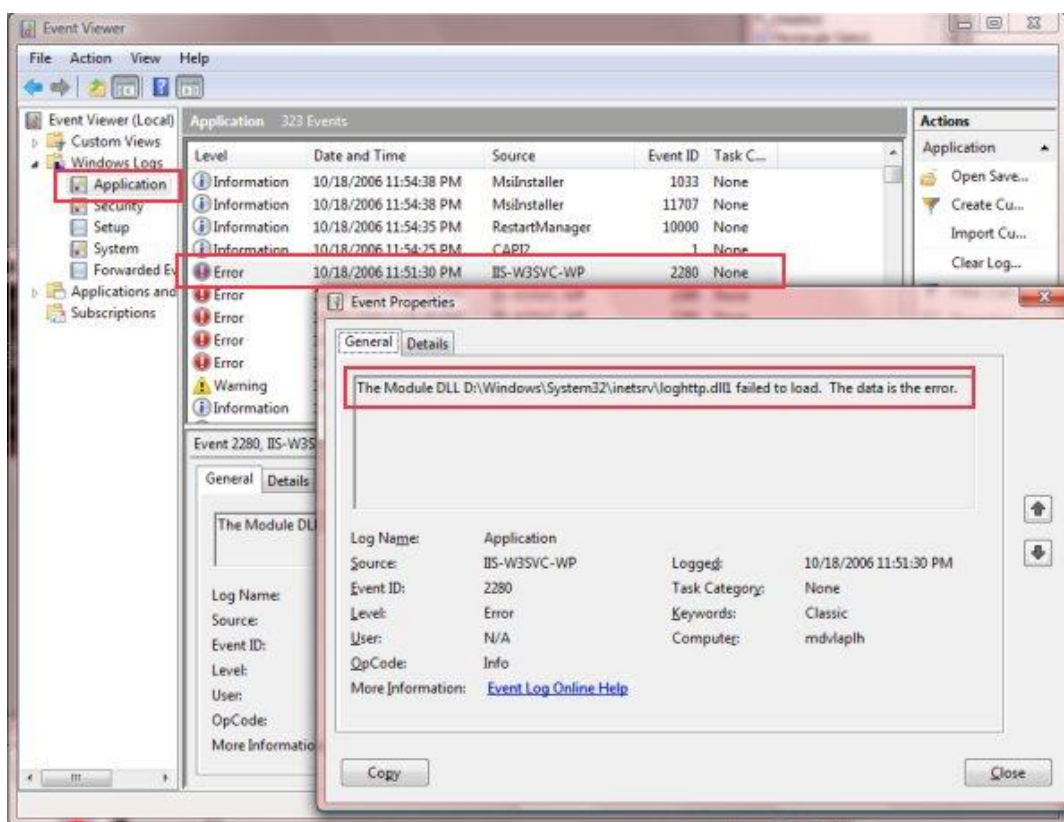 Event Viewer
File Action View Help
Event Viewer (Local)
Custom Views
Windows Logs
Application
Security
Setup
System
Forwarded Ev
Applications and
Subscriptions
Application 323 Events
Level Date and Time Source Event ID Task C...
Information 10/18/2006 11:54:38 PM MsiInstaller 1033 None
Information 10/18/2006 11:54:38 PM MsiInstaller 11707 None
Information 10/18/2006 11:54:35 PM RestartManager 10000 None
Information 10/18/2006 11:54:25 PM CAPI2 1 None
Error 10/18/2006 11:51:30 PM IIS-W3SVC-WP 2280 None
Error
Error
Error
Error
Warning
Information
Event 2280, IIS-W3S
General Details
The Module DL
Log Name:
Source:
Event ID:
Level:
User:
OpCode:
More Informatio
Actions
Application
Open Save...
Create Cu...
Import Cu...
Clear Log...
Event Properties
General Details
The Module DLL D:\Windows\System32\inetsrv\loghttp.dll1 failed to load. The data is the error.
Log Name: Application
Source: IIS-W3SVC-WP Logged: 10/18/2006 11:51:30 PM
Event ID: 2280 Task Category: None
Level: Error Keywords: Classic
User: N/A Computer: mdvlaplh
OpCode: Info
More Information: Event Log Online Help
Copy Close